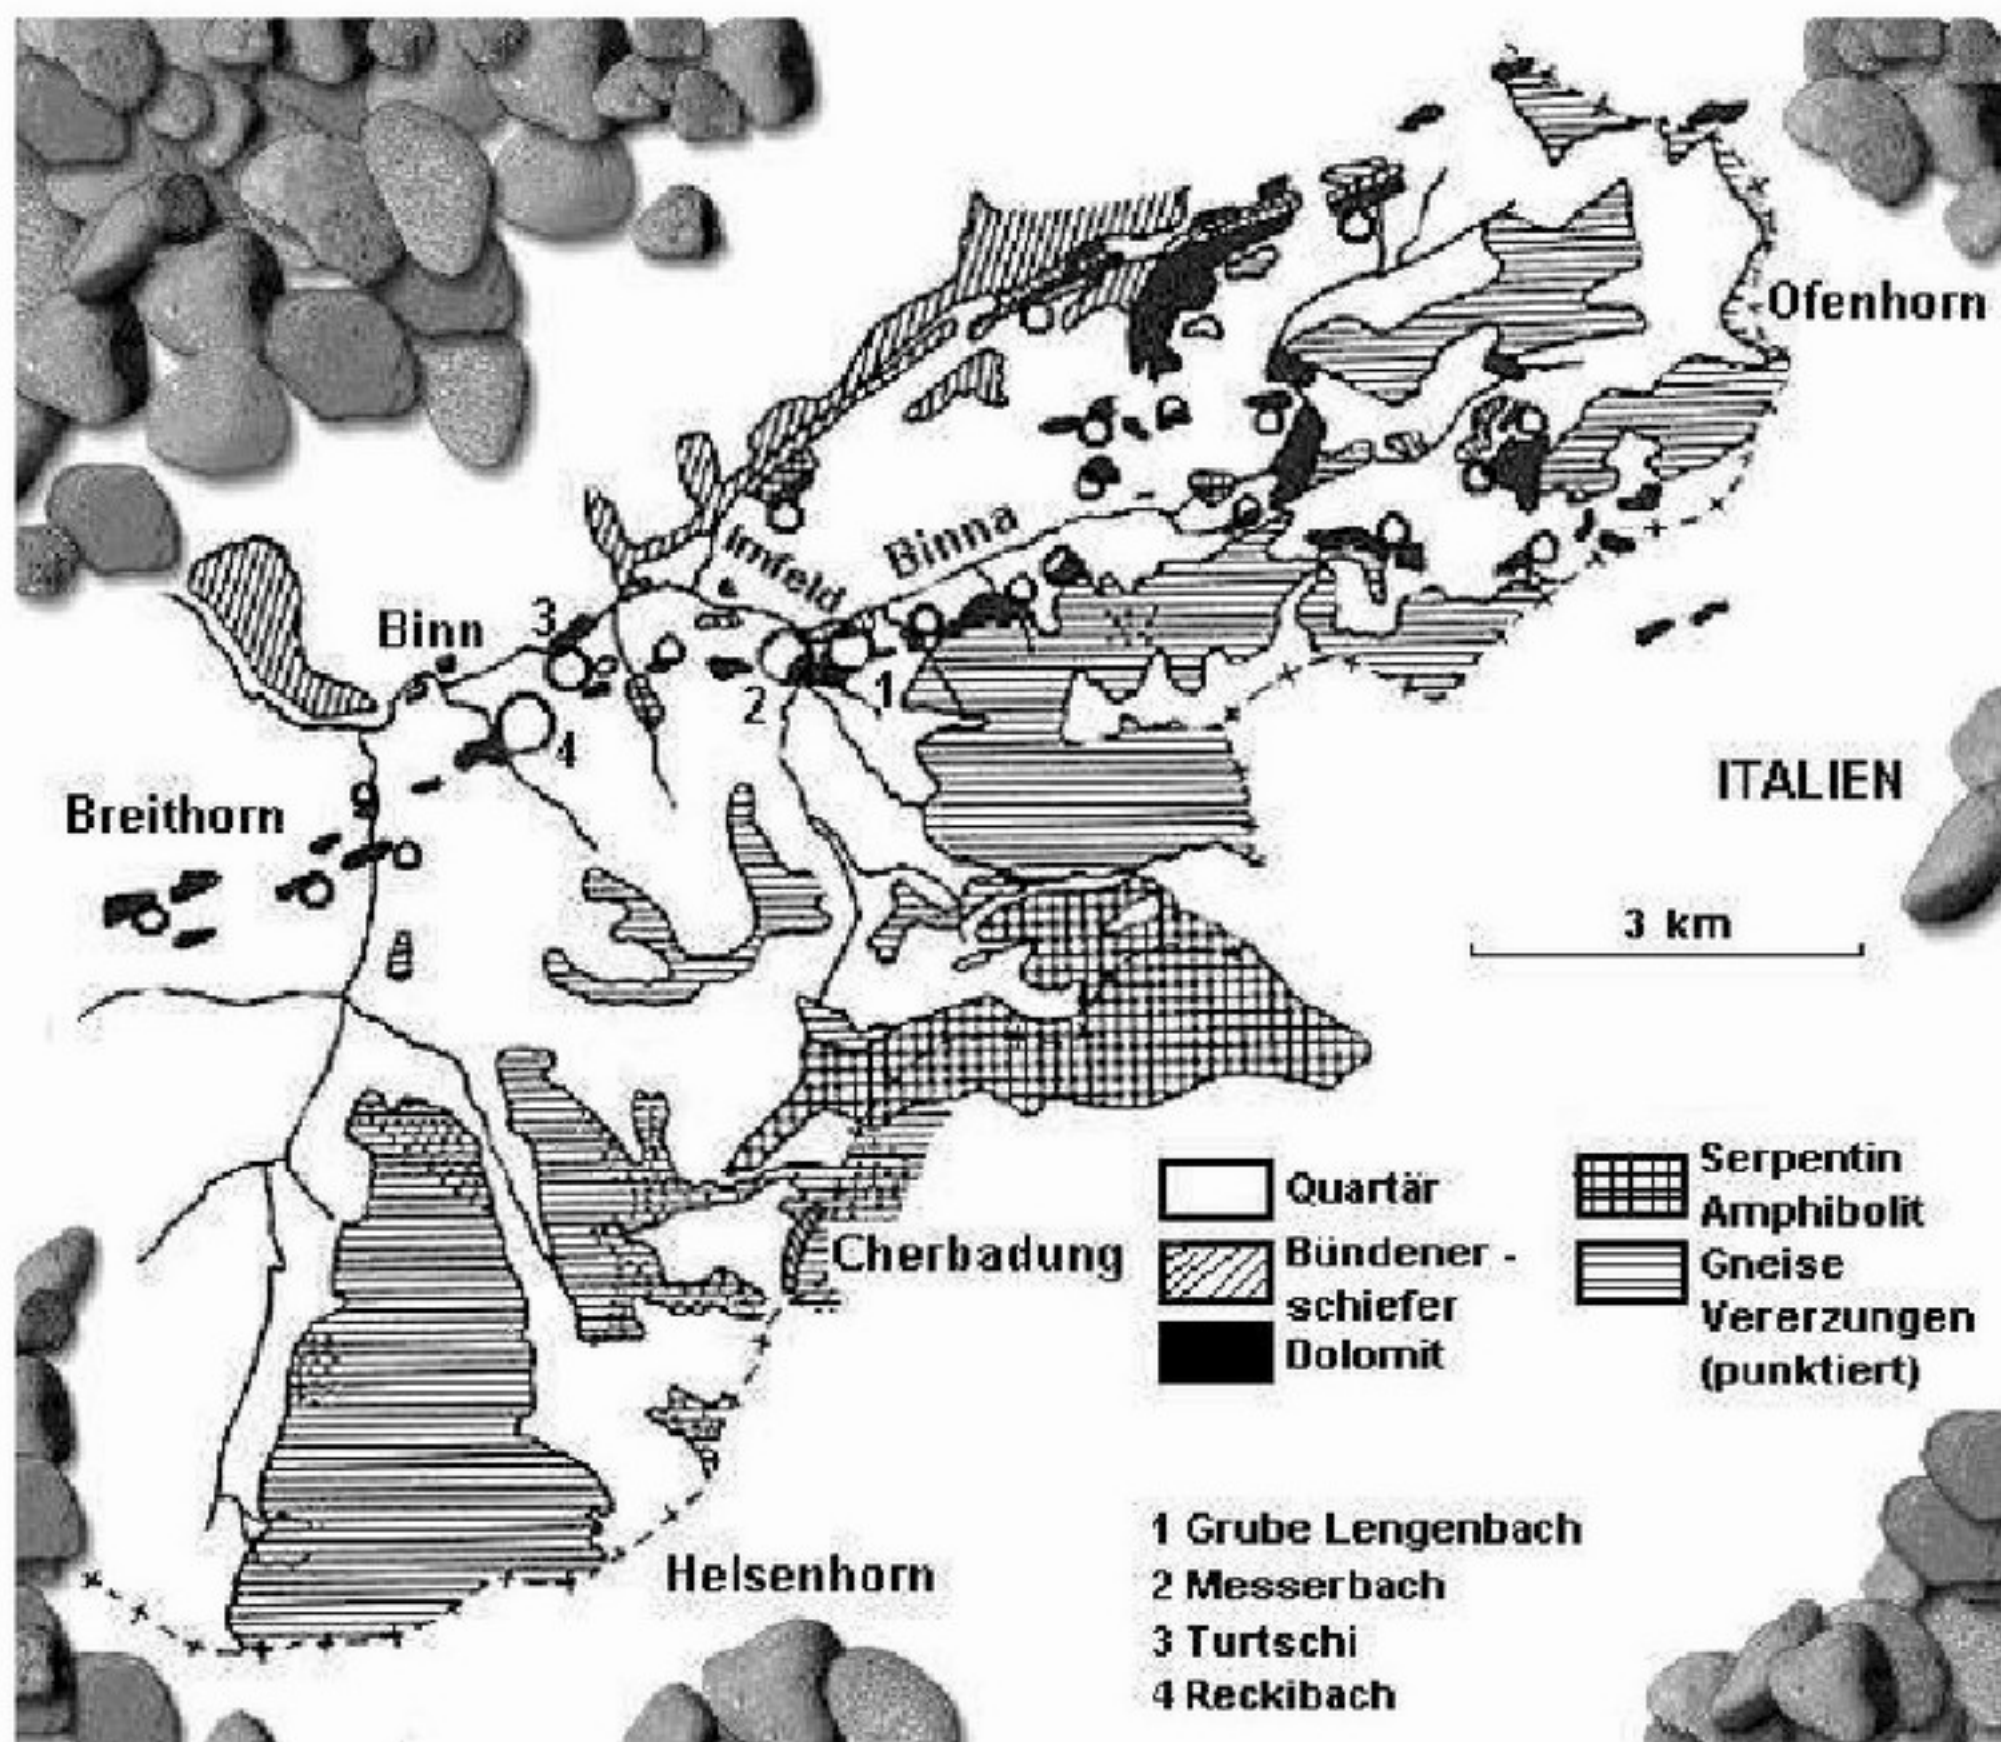 Ofenhorn
Binna
Imfeld
Binn
3
2
1
4
Breithorn
ITALIEN
3 km
Cherbadung
Quartär
Bündener -
schiefer
Dolomit
Serpentin
Amphibolit
Gneise
Vererzungen
(punktiert)
Helsenhorn
1 Grube Lengenbach
2 Messerbach
3 Turtschi
4 Reckibach